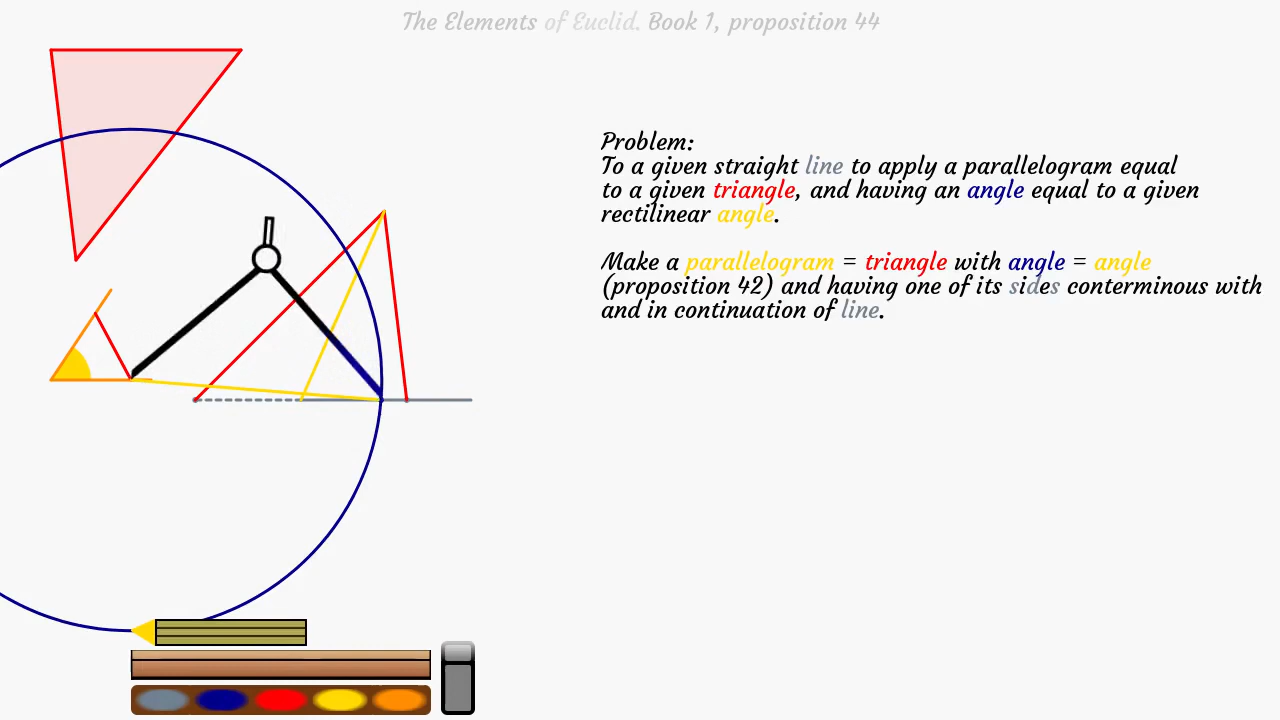 The Elements of Euclid. Book 1, proposition 44
Problem:
To a given straight line to apply a parallelogram equal
to a given triangle, and having an angle equal to a given
rectilinear angle.
Make a parallelogram = triangle with angle = angle
(proposition 42) and having one of its sides conterminous with
and in continuation of line.